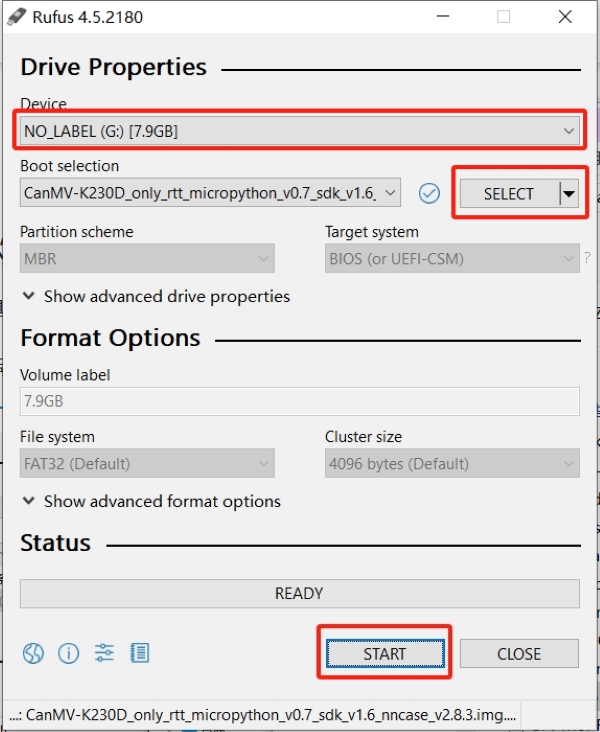 Rufus 4.5.2180
Drive Properties
Device
NO_LABEL (G:) [7.9GB]
Boot selection
CanMV-K230D_only_rtt_micropython_v0.7_sdk_v1.6_
SELECT
Partition scheme
Target system
MBR
BIOS (or UEFI-CSM)
?
Show advanced drive properties
Format Options
Volume label
7.9GB
File system
Cluster size
FAT32 (Default)
4096 bytes (Default)
Show advanced format options
Status
READY
START
CLOSE
...: CanMV-K230D_only_rtt_micropython_v0.7_sdk_v1.6_nncase_v2.8.3.img....